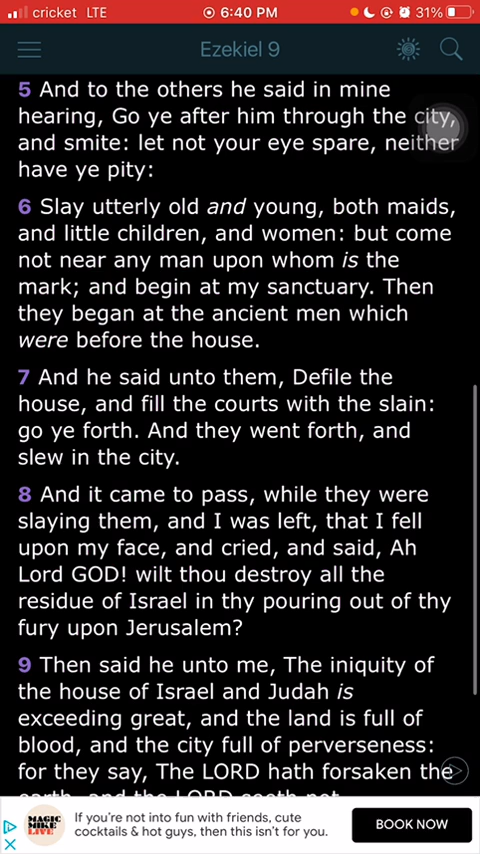 cricket LTE 6:40 PM 31%
Ezekiel 9
5 And to the others he said in mine
hearing, Go ye after him through the city,
and smite: let not your eye spare, neither
have ye pity:
6 Slay utterly old and young, both maids,
and little children, and women: but come
not near any man upon whom is the
mark; and begin at my sanctuary. Then
they began at the ancient men which
were before the house.
7 And he said unto them, Defile the
house, and fill the courts with the slain:
go ye forth. And they went forth, and
slew in the city.
8 And it came to pass, while they were
slaying them, and I was left, that I fell
upon my face, and cried, and said, Ah
Lord GOD! wilt thou destroy all the
residue of Israel in thy pouring out of thy
fury upon Jerusalem?
9 Then said he unto me, The iniquity of
the house of Israel and Judah is
exceeding great, and the land is full of
blood, and the city full of perverseness:
for they say, The LORD hath forsaken the
earth, and the LORD seeth not.
MAGIC
MIKE
LIVE
If you're not into fun with friends, cute
cocktails & hot guys, then this isn't for you.
BOOK NOW